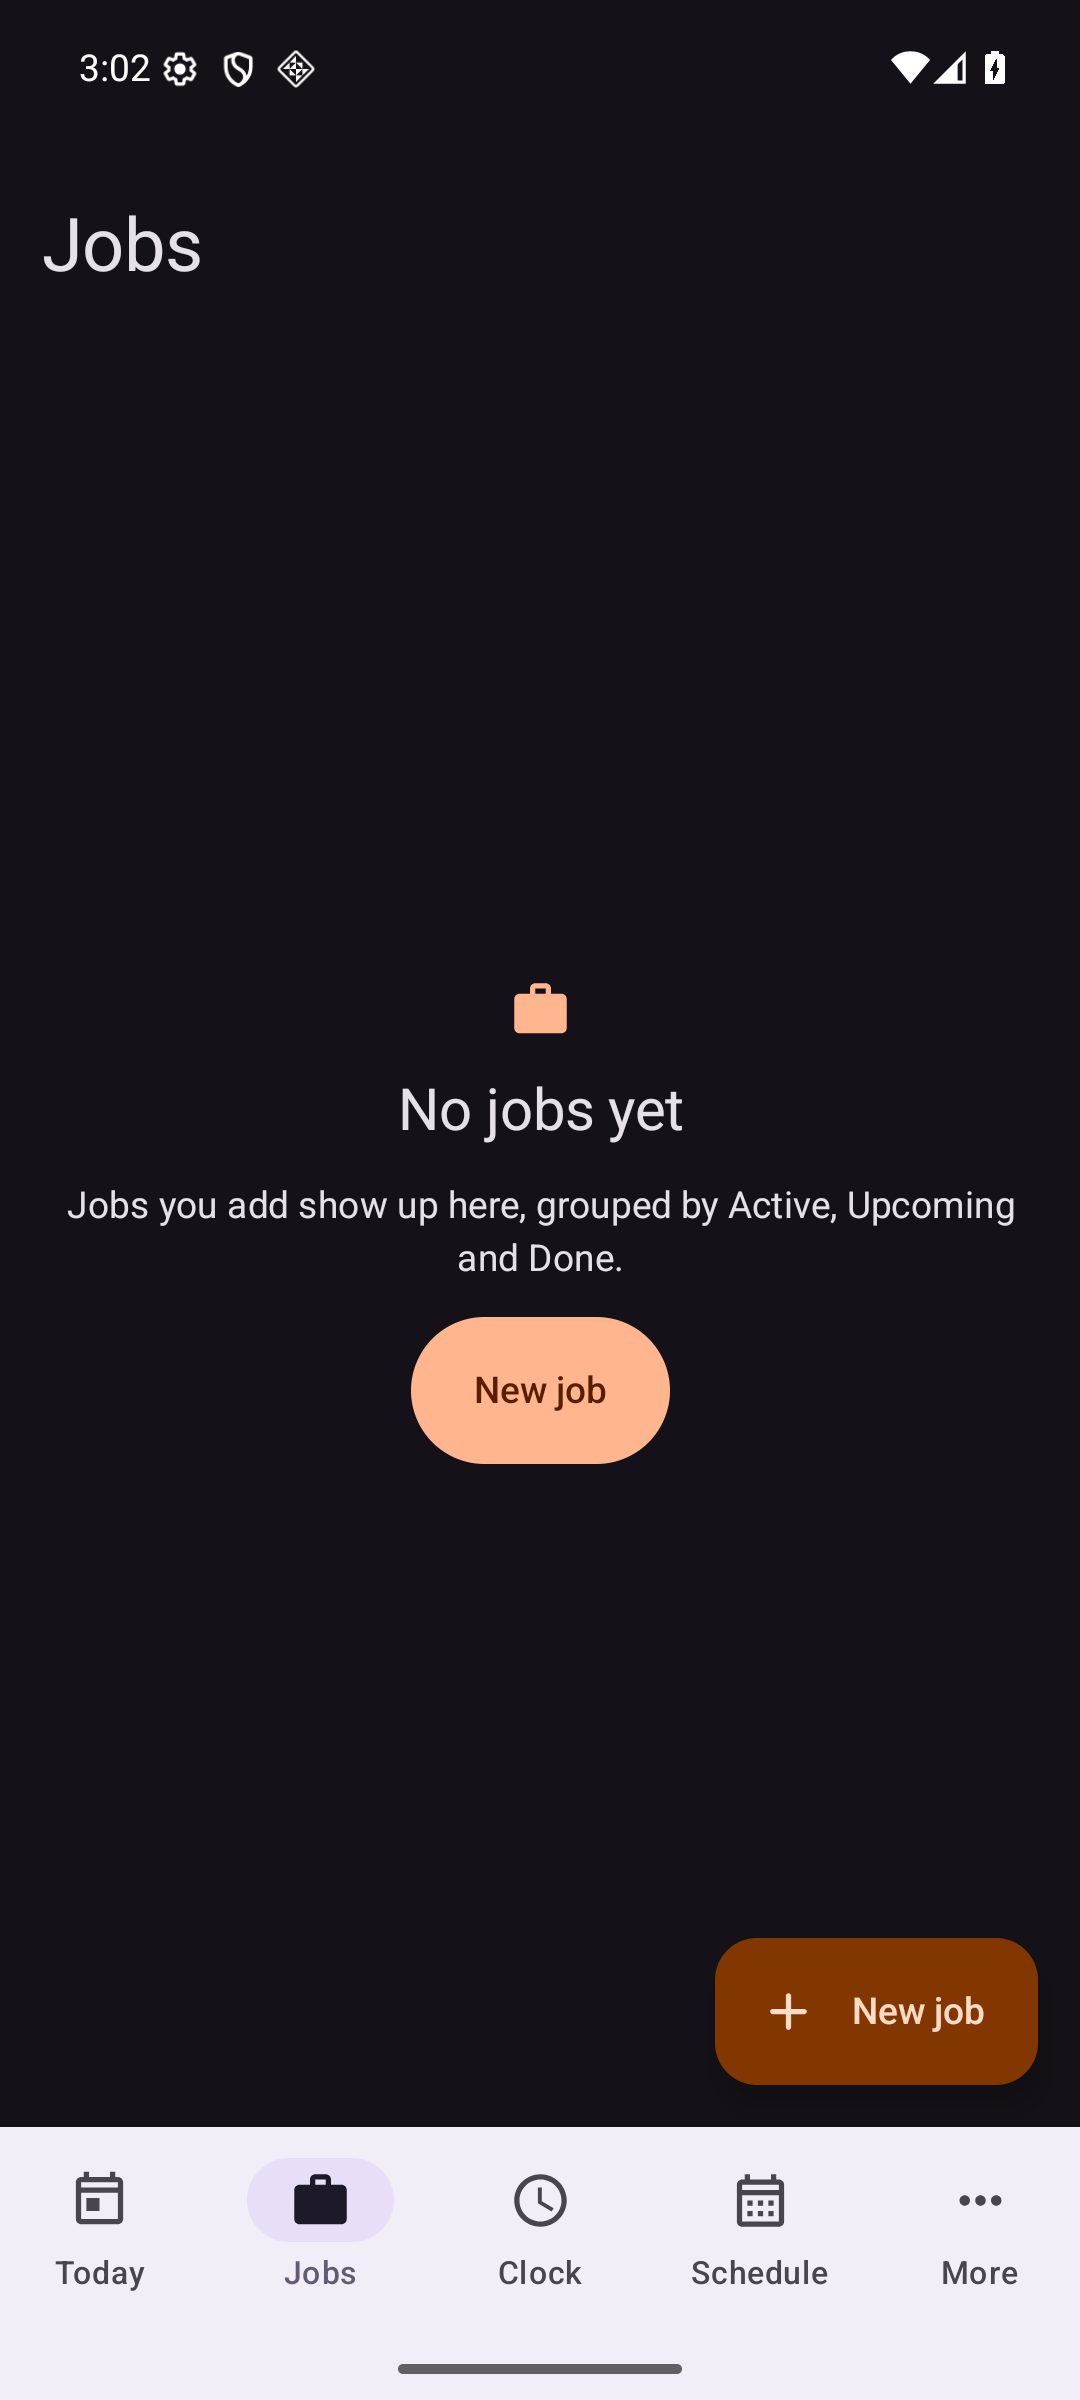 3:02
Jobs
No jobs yet
Jobs you add show up here, grouped by Active, Upcoming
and Done.
New job
New job
Today
Jobs
Clock
Schedule
More